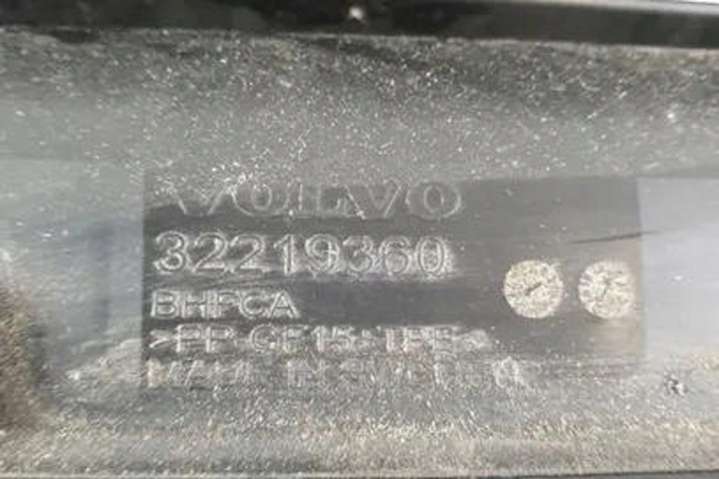 VOLVO
32219360
BHPCA
>PP-GF15+TPE<
MADE IN SWEDEN